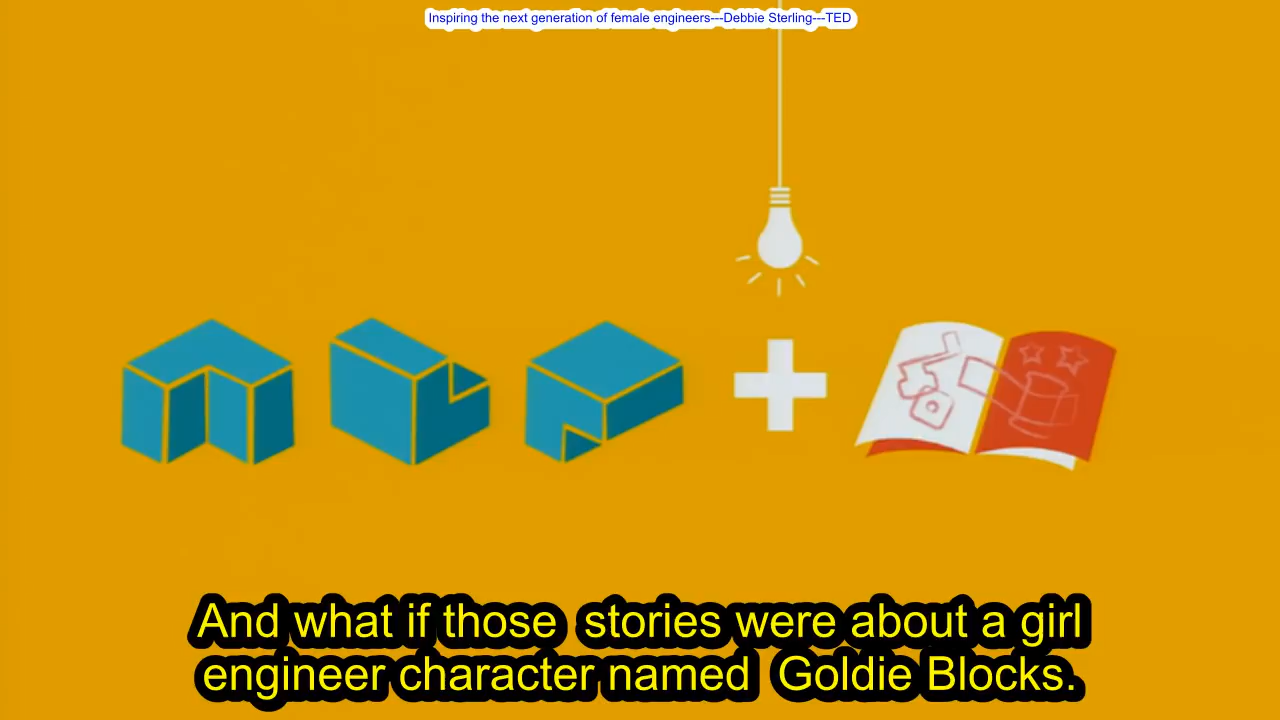 Inspiring the next generation of female engineers---Debbie Sterling---TED
And what if those  stories were about a girl
engineer character named  Goldie Blocks.